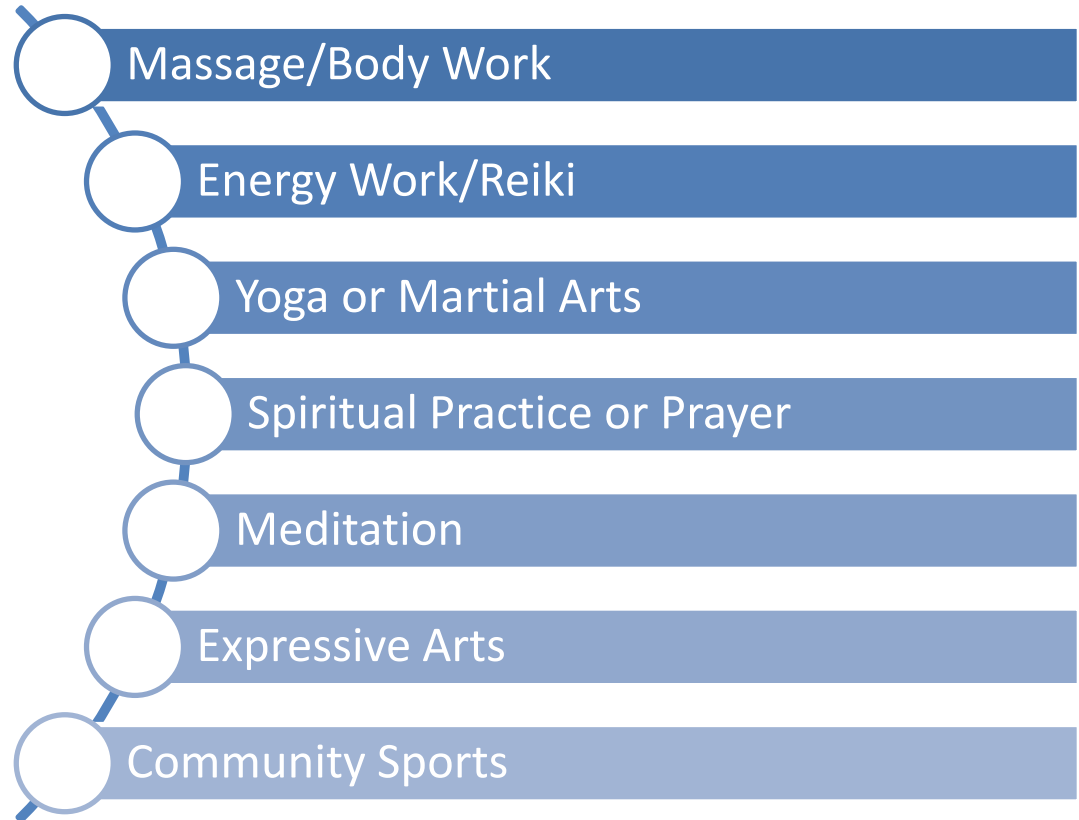 Massage/Body Work
Energy Work/Reiki
Yoga or Martial Arts
Spiritual Practice or Prayer
Meditation
Expressive Arts
Community Sports